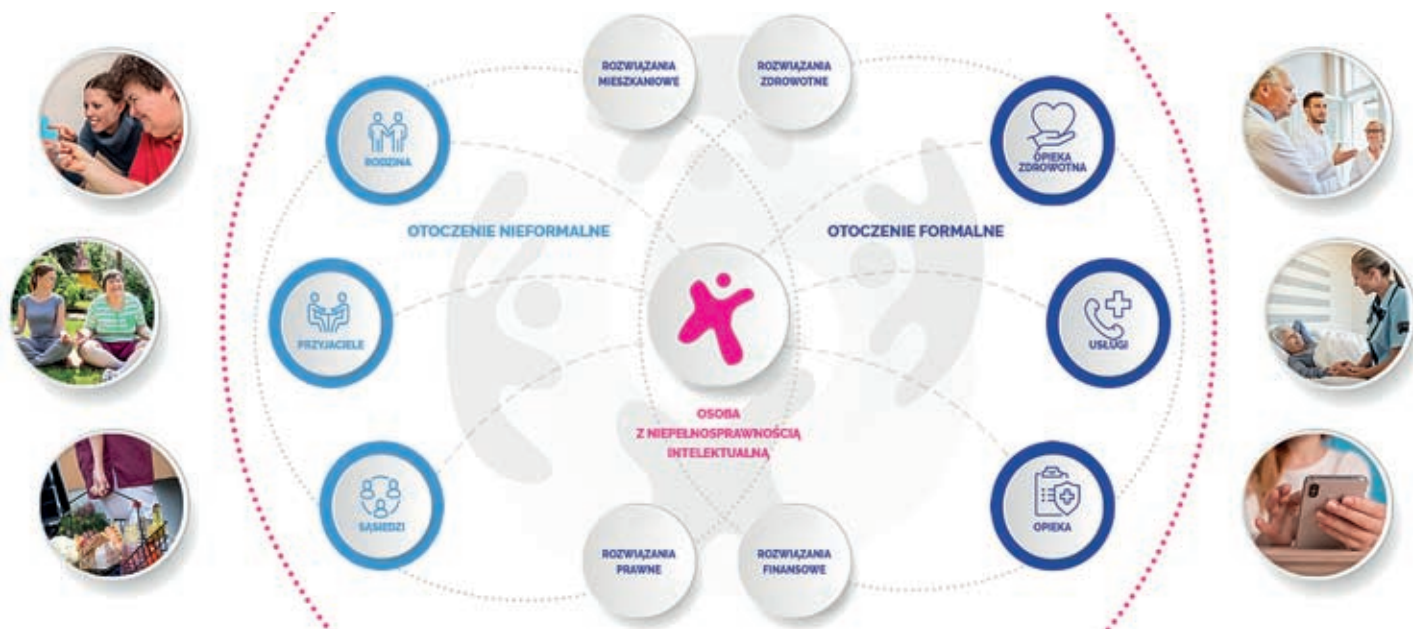 ROZWIĄZANIA
MIESZKANIOWE
ROZWIĄZANIA
ZDROWOTNE
RODZINA
OPIEKA
ZDROWOTNA
OTOCZENIE NIEFORMALNE
OTOCZENIE FORMALNE
PRZYJACIELE
USŁUGI
OSOBA
Z NIEPEŁNOSPRAWNOŚCIĄ
INTELEKTUALNĄ
SĄSIEDZI
OPIEKA
ROZWIĄZANIA
PRAWNE
ROZWIĄZANIA
FINANSOWE